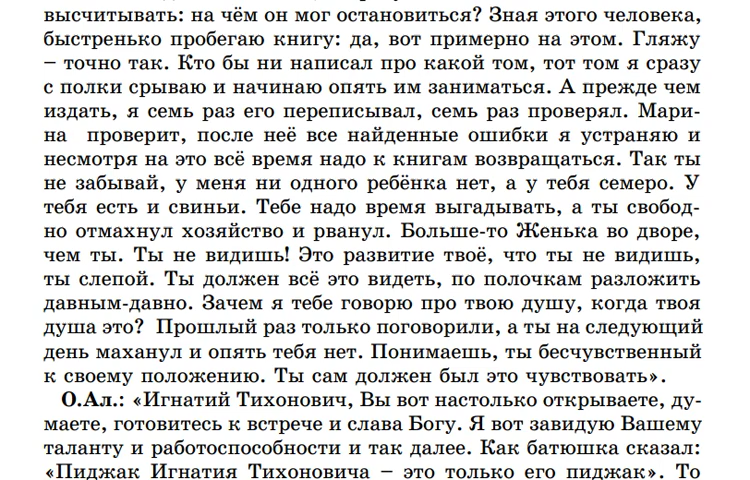 высчитывать: на чём он мог остановиться? Зная этого человека,
быстренько пробегаю книгу: да, вот примерно на этом. Гляжу
– точно так. Кто бы ни написал про какой том, тот том я сразу
с полки срываю и начинаю опять им заниматься. А прежде чем
издать, я семь раз его переписывал, семь раз проверял. Мари-
на проверит, после неё все найденные ошибки я устраняю и
несмотря на это всё время надо к книгам возвращаться. Так ты
не забывай, у меня ни одного ребёнка нет, а у тебя семеро. У
тебя есть и свиньи. Тебе надо время выгадывать, а ты свобод-
но отмахнул хозяйство и рванул. Больше-то Женька во дворе,
чем ты. Ты не видишь! Это развитие твоё, что ты не видишь,
ты слепой. Ты должен всё это видеть, по полочкам разложить
давным-давно. Зачем я тебе говорю про твою душу, когда твоя
душа это? Прошлый раз только поговорили, а ты на следующий
день маханул и опять тебя нет. Понимаешь, ты бесчувственный
к своему положению. Ты сам должен был это чувствовать».
О.Ал.: «Игнатий Тихонович, Вы вот настолько открываете, ду-
маете, готовитесь к встрече и слава Богу. Я вот завидую Вашему
таланту и работоспособности и так далее. Как батюшка сказал:
«Пиджак Игнатия Тихоновича – это только его пиджак». То